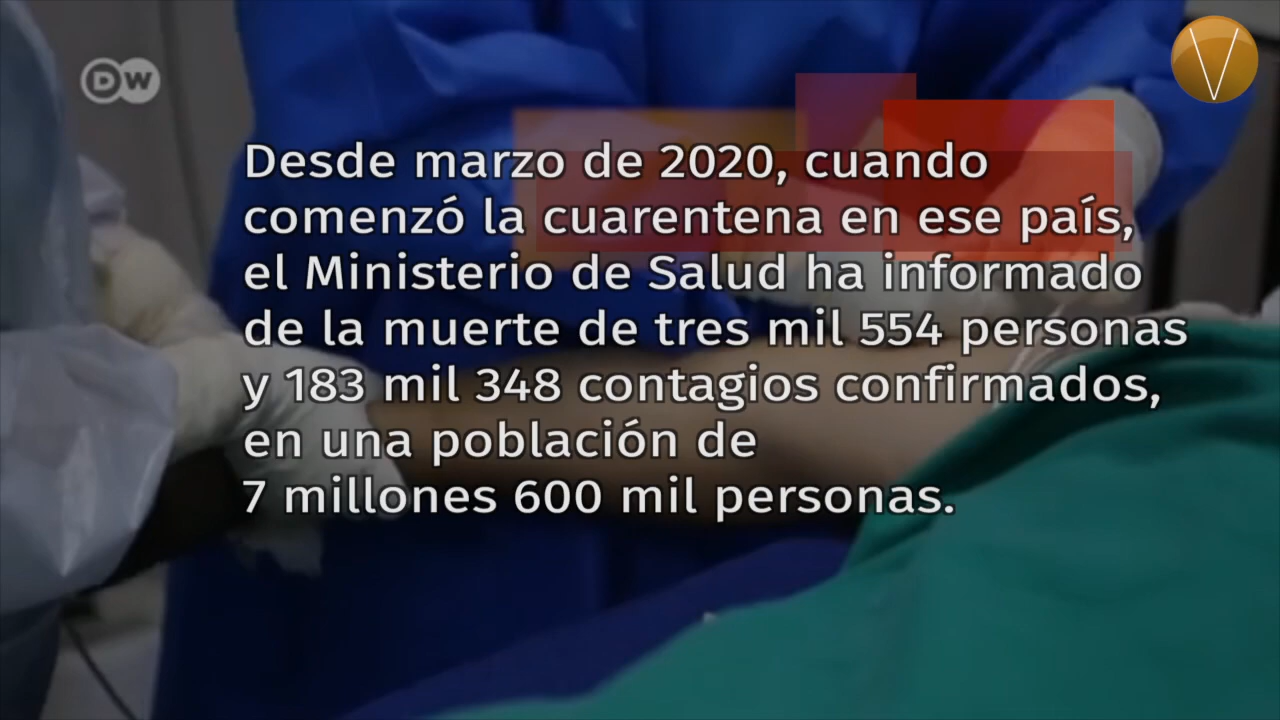 DW
V
Desde marzo de 2020, cuando
comenzó la cuarentena en ese país,
el Ministerio de Salud ha informado
de la muerte de tres mil 554 personas
y 183 mil 348 contagios confirmados,
en una población de
7 millones 600 mil personas.